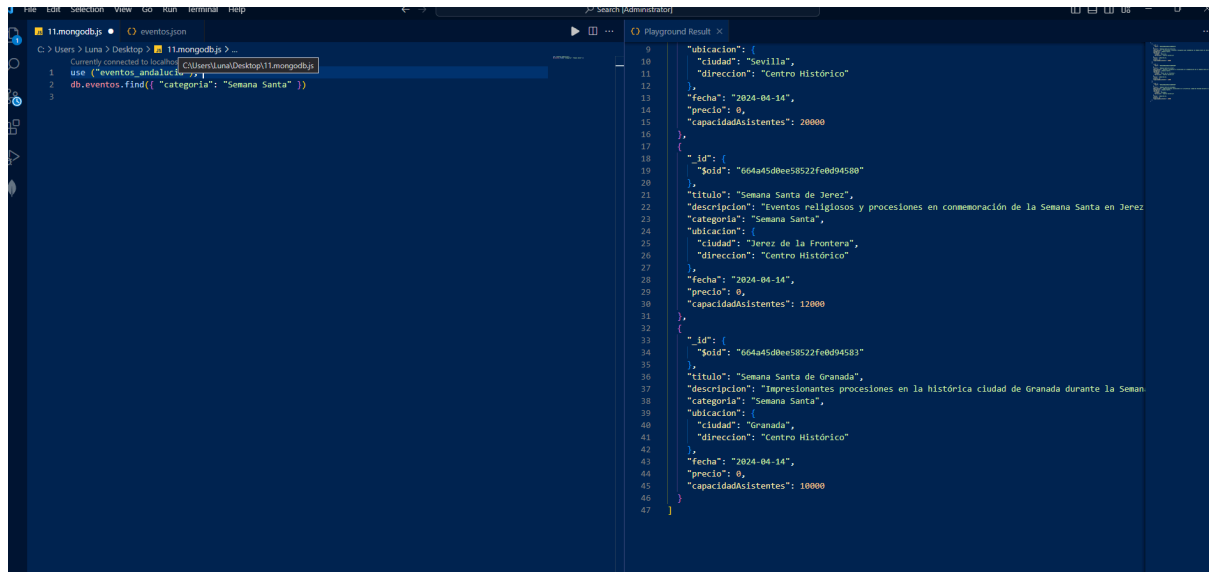 File Edit Selection View Go Run Terminal Help
Search [Administrator]
11.mongodb.js
eventos.json
C: > Users > Luna > Desktop > 11.mongodb.js > ...
Currently connected to localhos
C:\Users\Luna\Desktop\11.mongodb.js
1 use ("eventos_andalucia");
2 db.eventos.find({ "categoria": "Semana Santa" })
3
Playground Result
9 "ubicacion": {
10 "ciudad": "Sevilla",
11 "direccion": "Centro Histórico"
12 },
13 "fecha": "2024-04-14",
14 "precio": 0,
15 "capacidadAsistentes": 20000
16 },
17 {
18 "_id": {
19 "$oid": "664a45d0ee58522fe0d94580"
20 },
21 "titulo": "Semana Santa de Jerez",
22 "descripcion": "Eventos religiosos y procesiones en conmemoración de la Semana Santa en Jerez
23 "categoria": "Semana Santa",
24 "ubicacion": {
25 "ciudad": "Jerez de la Frontera",
26 "direccion": "Centro Histórico"
27 },
28 "fecha": "2024-04-14",
29 "precio": 0,
30 "capacidadAsistentes": 12000
31 },
32 {
33 "_id": {
34 "$oid": "664a45d0ee58522fe0d94583"
35 },
36 "titulo": "Semana Santa de Granada",
37 "descripcion": "Impresionantes procesiones en la histórica ciudad de Granada durante la Seman
38 "categoria": "Semana Santa",
39 "ubicacion": {
40 "ciudad": "Granada",
41 "direccion": "Centro Histórico"
42 },
43 "fecha": "2024-04-14",
44 "precio": 0,
45 "capacidadAsistentes": 10000
46 }
47 ]